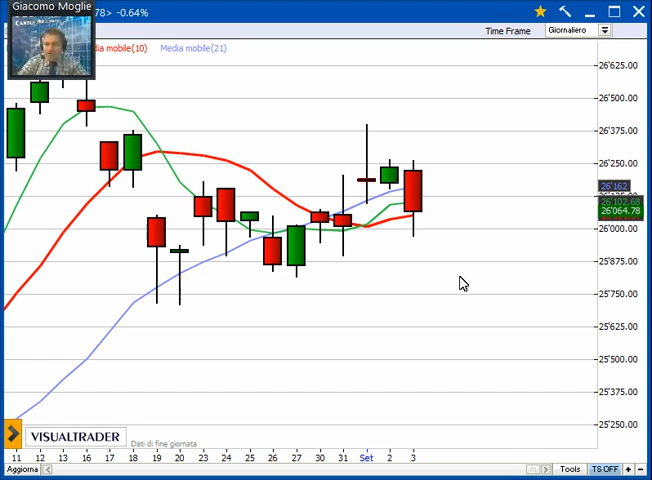 Giacomo Moglie
78> -0.64%
Time Frame Giornaliero
dia mobile(10) Media mobile(21)
26'625.00
26'500.00
26'375.00
26'250.00
26'162
26'102.68
26'064.78
26'000.00
25'875.00
25'750.00
25'625.00
25'500.00
25'375.00
25'250.00
VISUALTRADER Dati di fine giornata
11 12 13 16 17 18 19 20 23 24 25 26 27 30 31 Set 2 3
Aggiorna Tools TS OFF + -